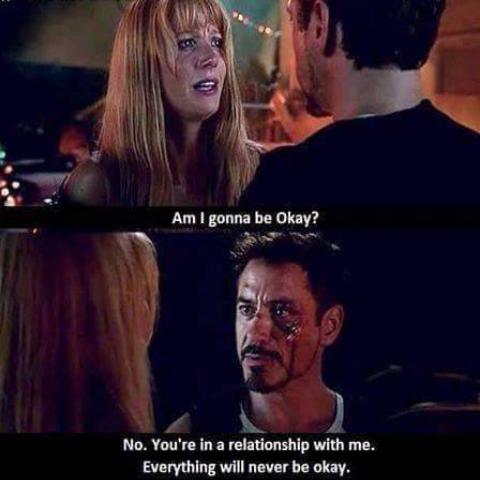 Am I gonna be Okay?
No. You're in a relationship with me.
Everything will never be okay.